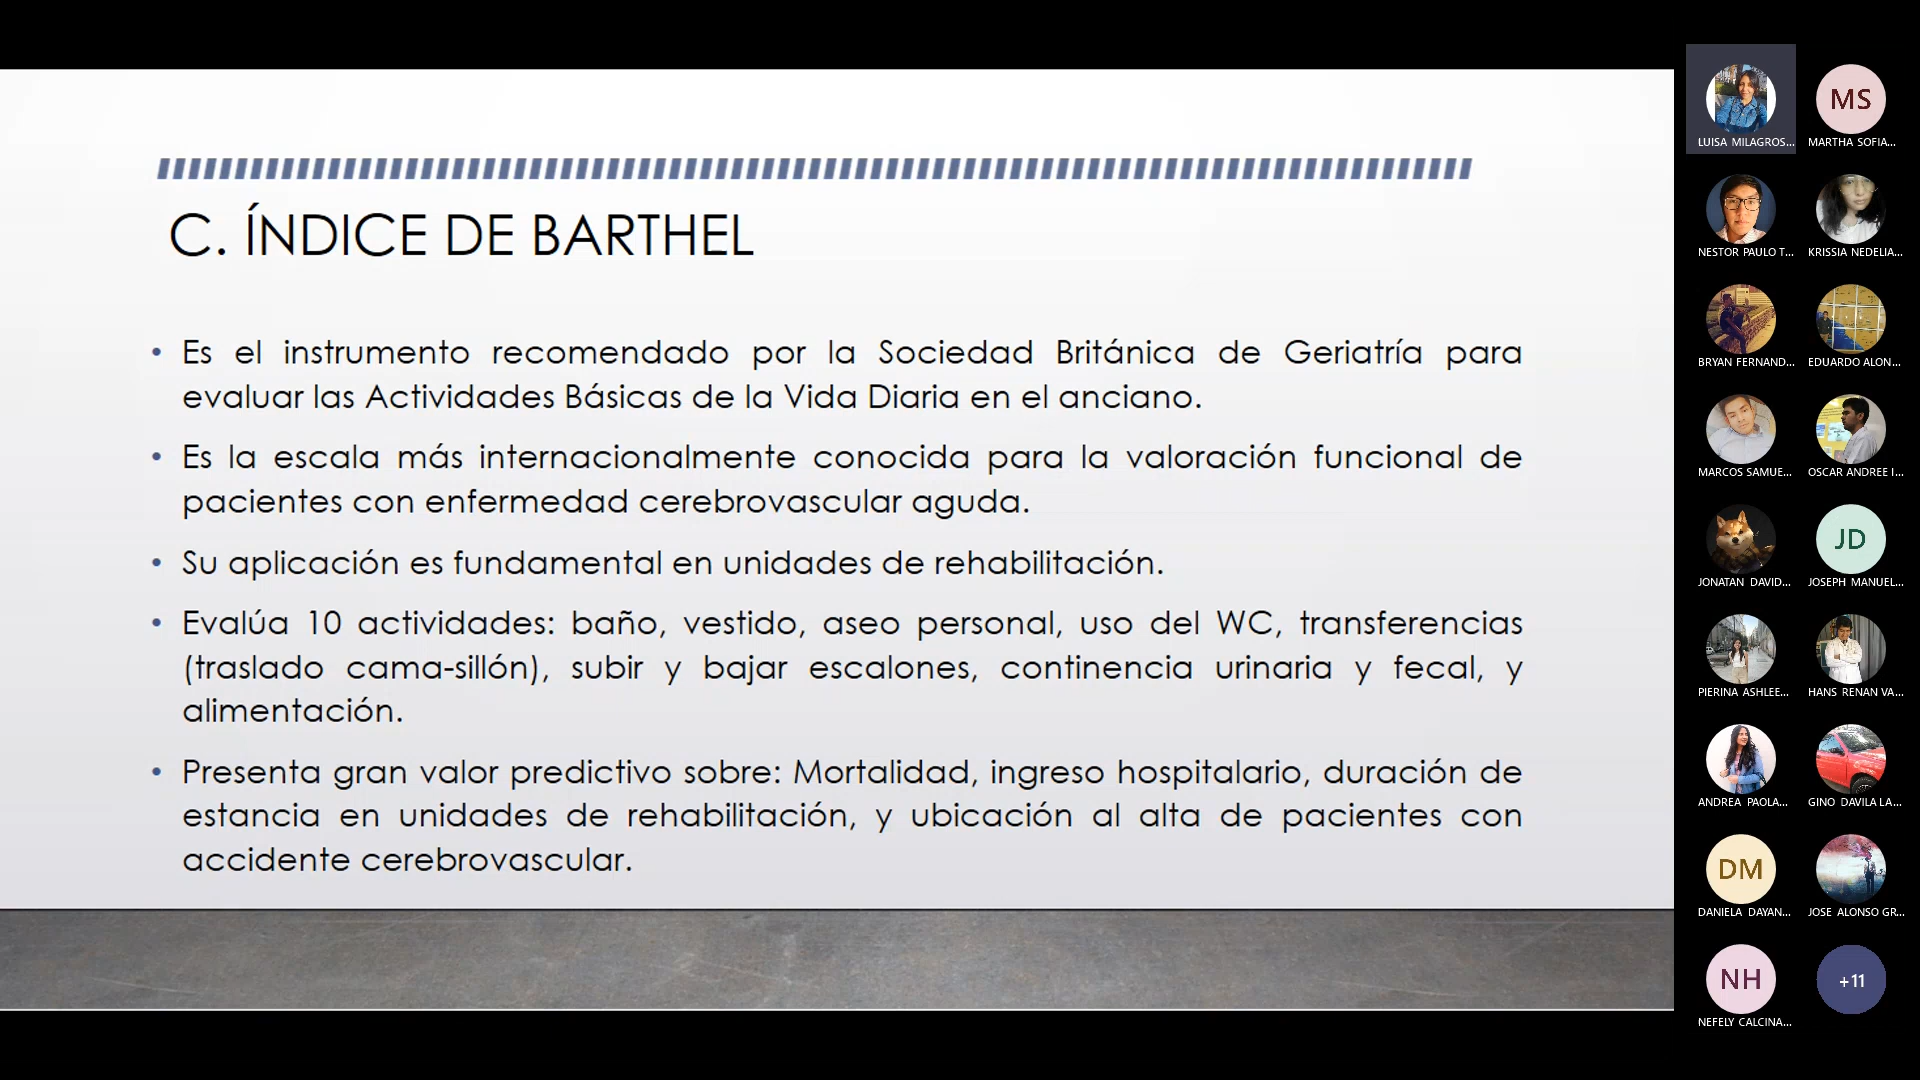 C. ÍNDICE DE BARTHEL
• Es el instrumento recomendado por la Sociedad Británica de Geriatría para
evaluar las Actividades Básicas de la Vida Diaria en el anciano.
• Es la escala más internacionalmente conocida para la valoración funcional de
pacientes con enfermedad cerebrovascular aguda.
• Su aplicación es fundamental en unidades de rehabilitación.
• Evalúa 10 actividades: baño, vestido, aseo personal, uso del WC, transferencias
(traslado cama-sillón), subir y bajar escalones, continencia urinaria y fecal, y
alimentación.
• Presenta gran valor predictivo sobre: Mortalidad, ingreso hospitalario, duración de
estancia en unidades de rehabilitación, y ubicación al alta de pacientes con
accidente cerebrovascular.
MS
LUISA MILAGROS...
MARTHA SOFIA...
NESTOR PAULO T...
KRISSIA NEDELIA...
BRYAN FERNAND...
EDUARDO ALON...
MARCOS SAMUE...
OSCAR ANDREE I...
JD
JONATAN DAVID...
JOSEPH MANUEL...
PIERINA ASHLEE...
HANS RENAN VA...
ANDREA PAOLA...
GINO DAVILA LA...
DM
DANIELA DAYAN...
JOSE ALONSO GR...
NH
+11
NEFELY CALCINA...